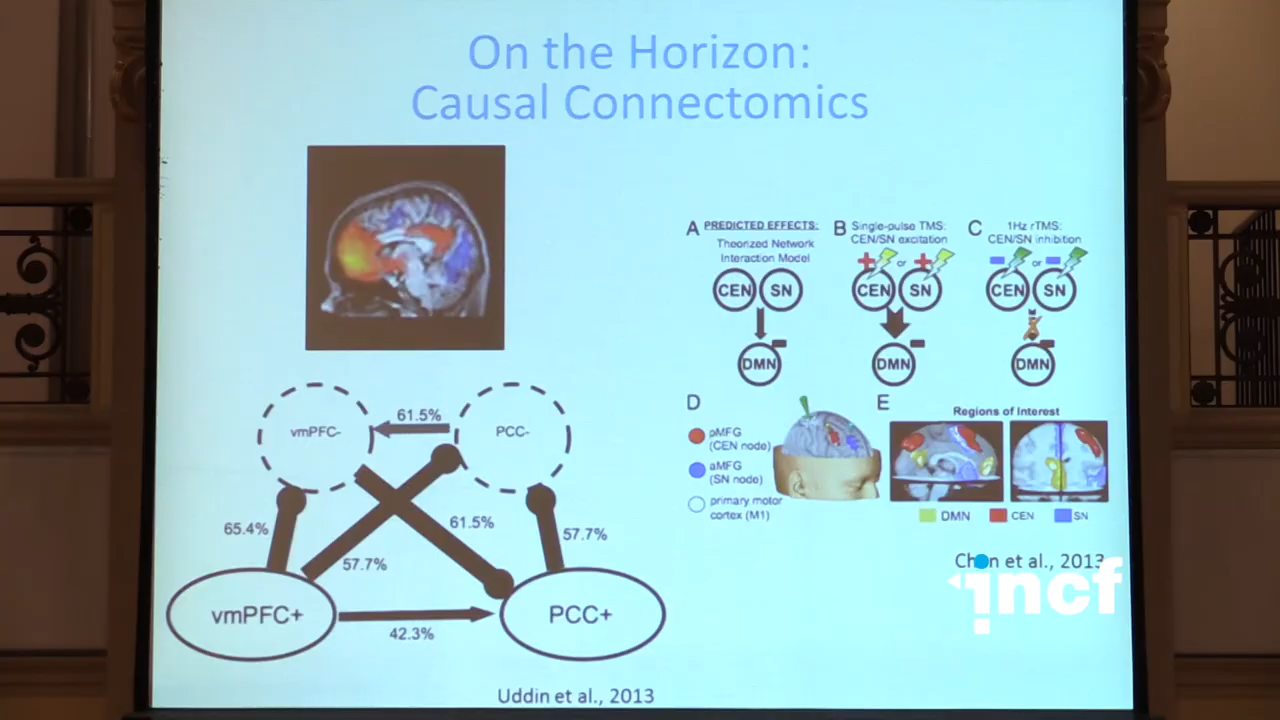 On the Horizon:
Causal Connectomics
vmPFC-
61.5%
PCC-
65.4%
57.7%
61.5%
57.7%
vmPFC+
42.3%
PCC+
Uddin et al., 2013
A PREDICTED EFFECTS:
Theorized Network
Interaction Model
CEN SN
DMN
B Single-pulse TMS:
CEN/SN excitation
+ or +
CEN SN
DMN
C 1Hz rTMS:
CEN/SN inhibition
- or -
CEN SN
DMN
D
pMFG
(CEN node)
aMFG
(SN node)
primary motor
cortex (M1)
E
Regions of Interest
DMN CEN SN
et al., 2013
incf